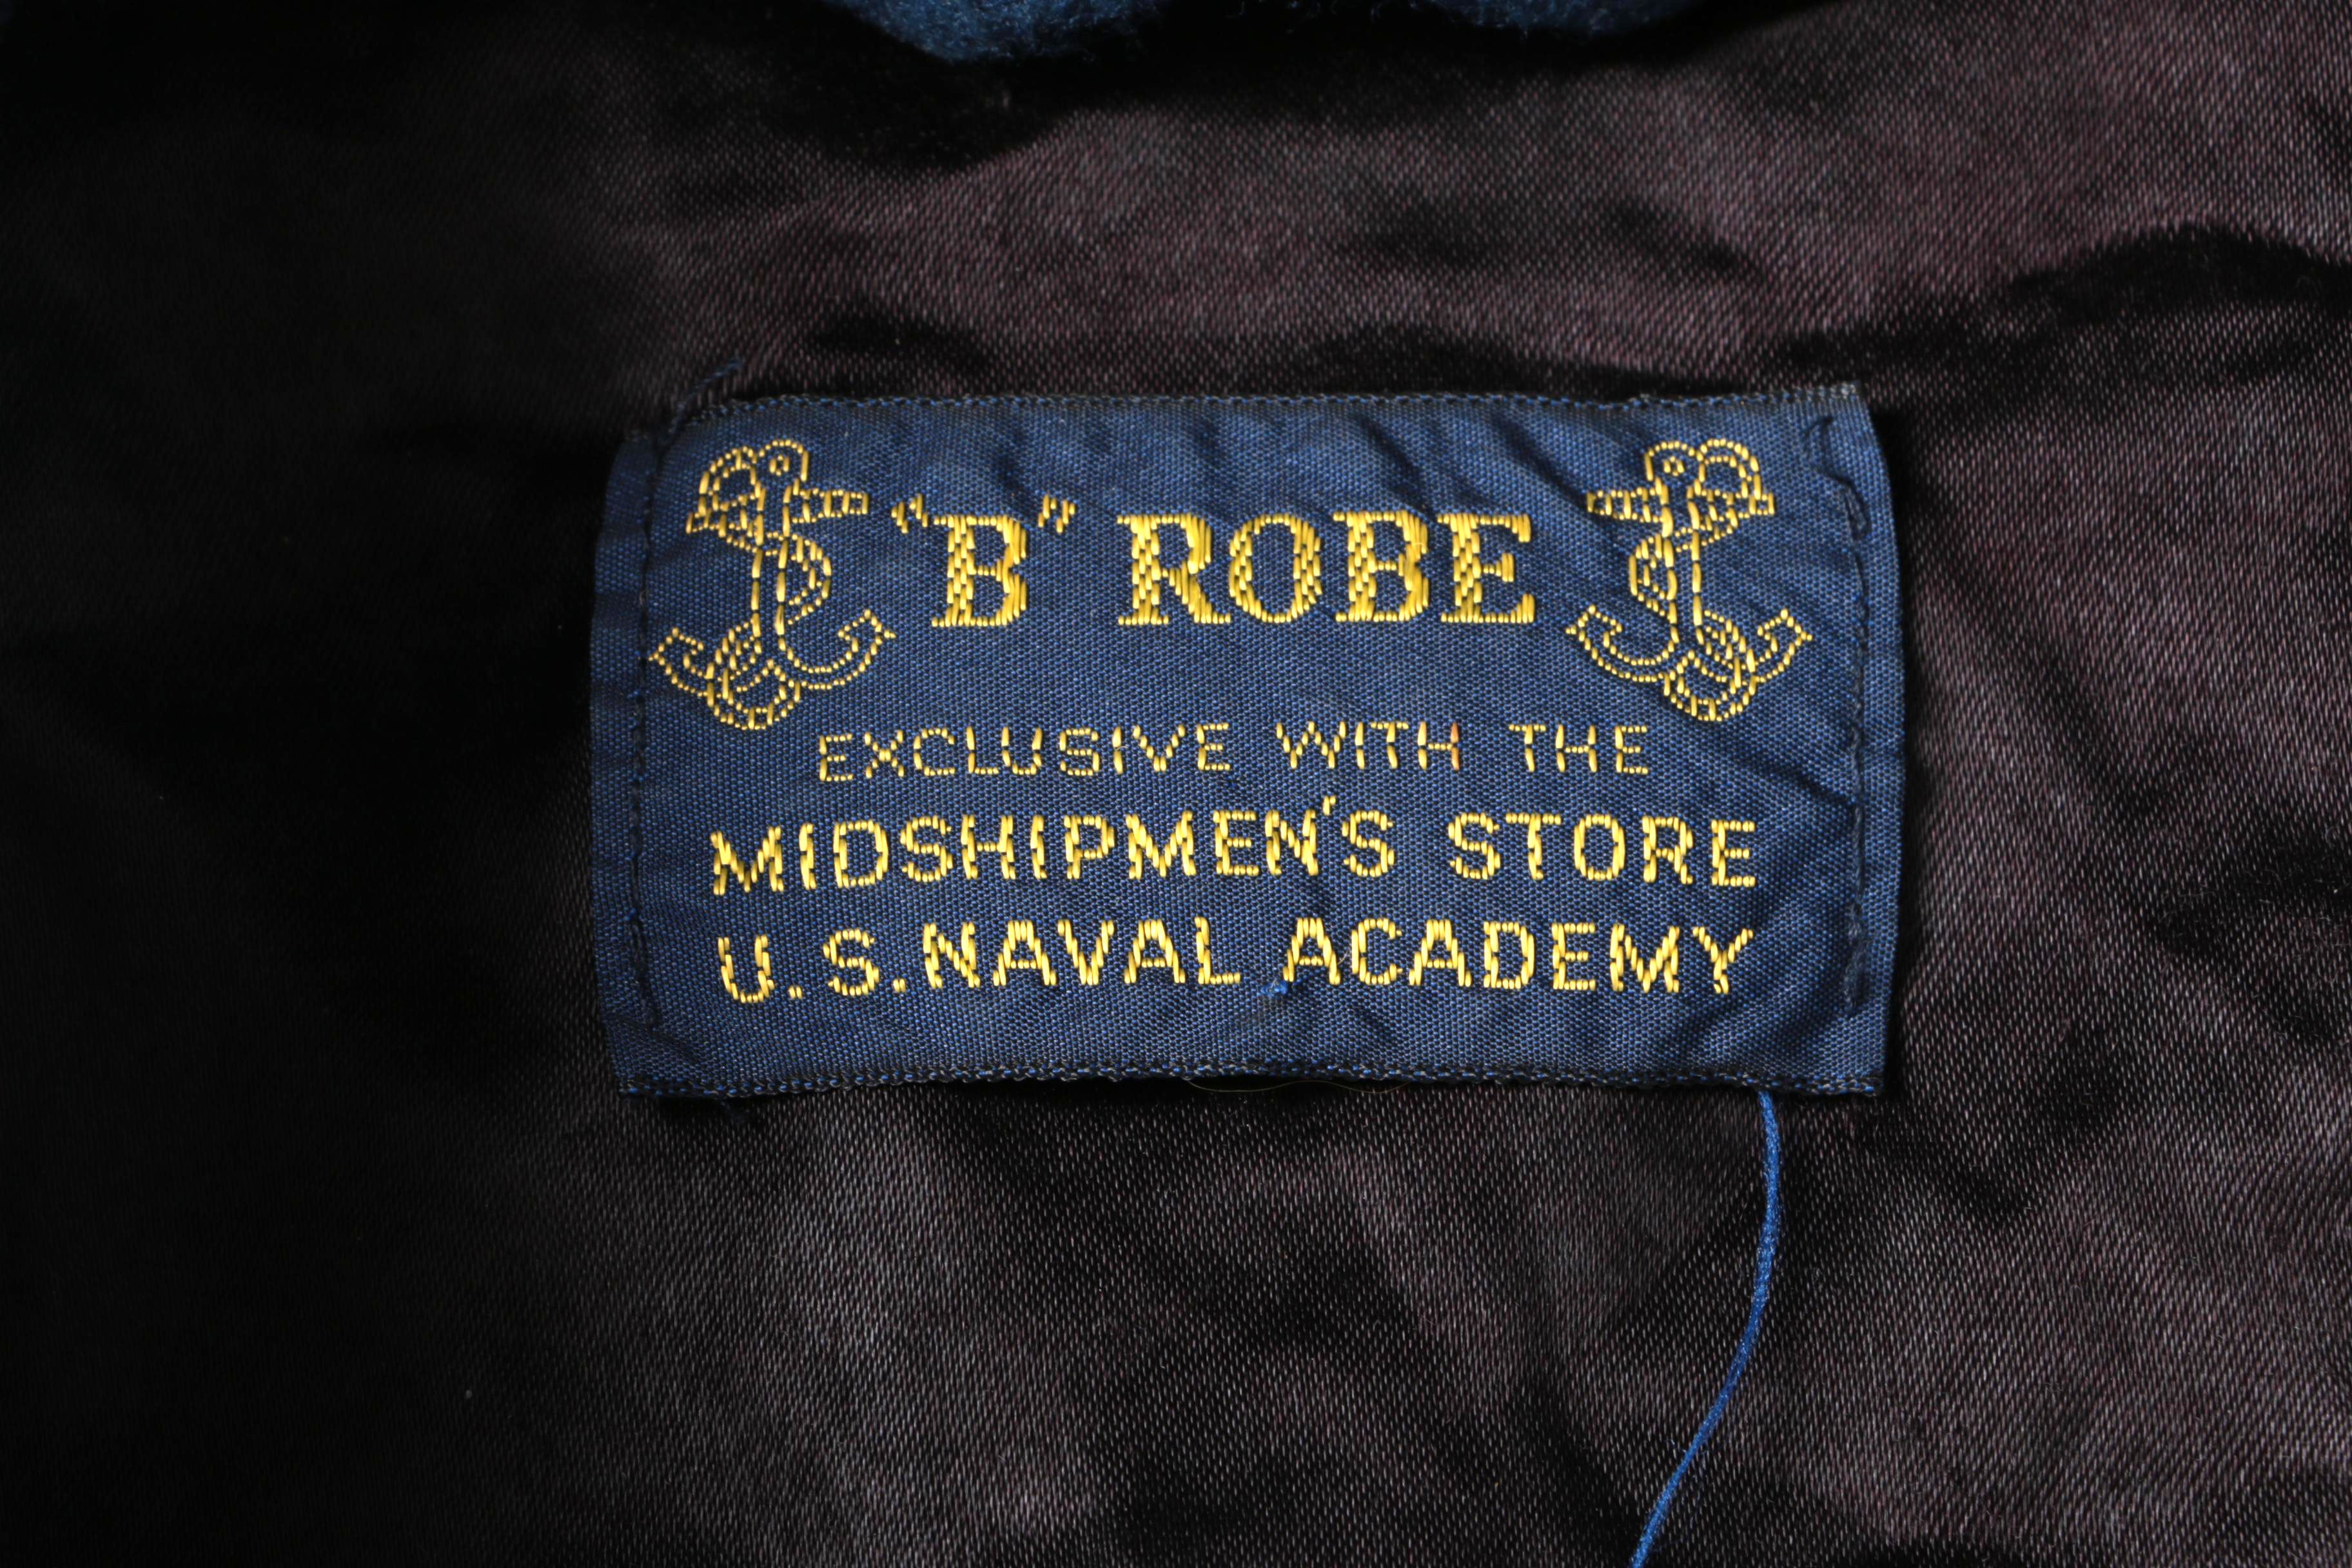 "B" ROBE
EXCLUSIVE WITH THE
MIDSHIPMEN'S STORE
U.S. NAVAL ACADEMY